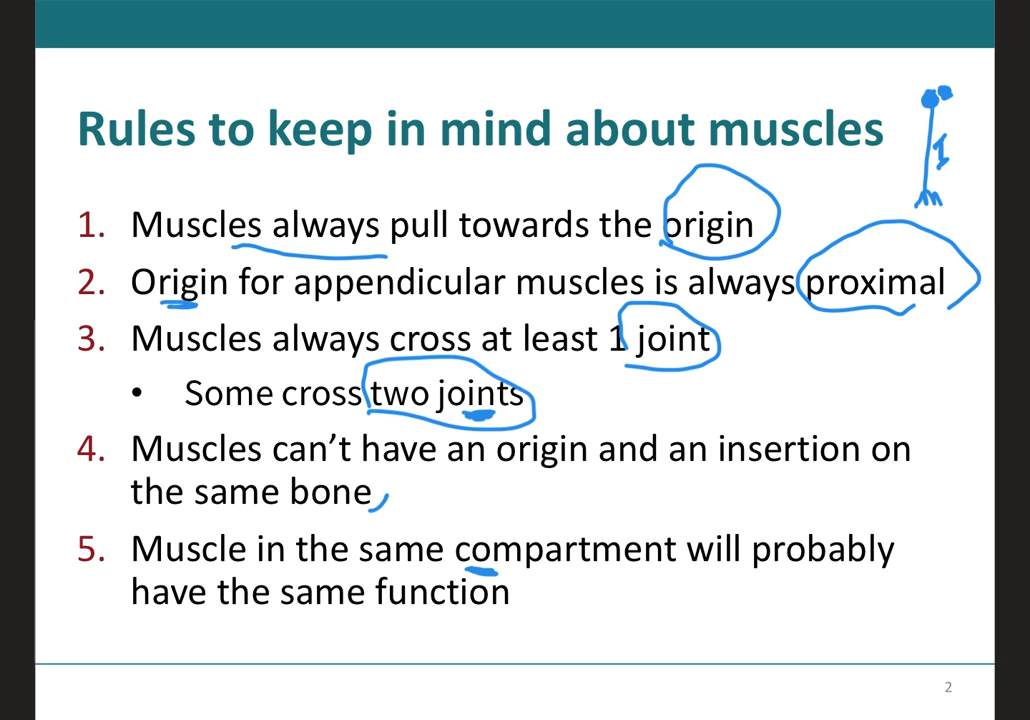 Rules to keep in mind about muscles
1. Muscles always pull towards the origin
2. Origin for appendicular muscles is always proximal
3. Muscles always cross at least 1 joint
• Some cross two joints
4. Muscles can’t have an origin and an insertion on
the same bone
5. Muscle in the same compartment will probably
have the same function
2